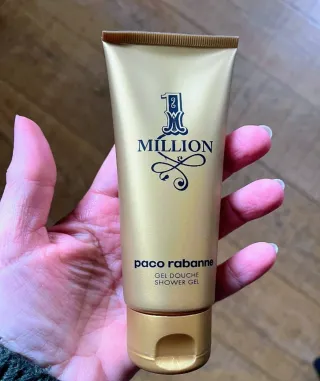 1
MILLION
paco rabanne
GEL DOUCHE
SHOWER GEL